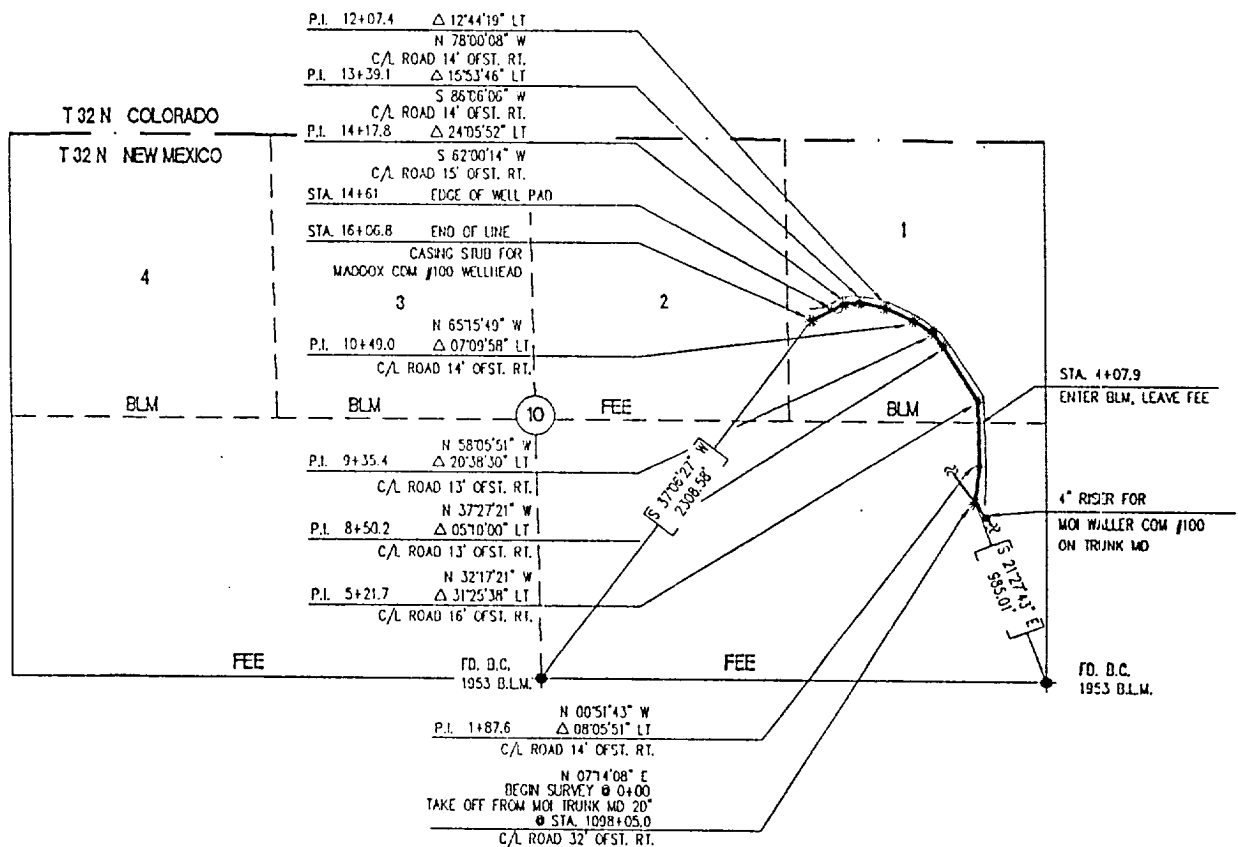 P.I. 12+07.4 Δ 12°44'19" LT
N 78°00'08" W
C/L ROAD 14' OFST. RT.
P.I. 13+39.1 Δ 15°53'46" LT
S 86°06'06" W
C/L ROAD 14' OFST. RT.
P.I. 14+17.8 Δ 24°05'52" LT
S 62°00'14" W
C/L ROAD 15' OFST. RT.
STA. 14+61 EDGE OF WELL PAD
STA. 16+06.8 END OF LINE
CASING STUB FOR
MADDOX COM #100 WELLHEAD
T 32 N COLORADO
T 32 N NEW MEXICO
4
3
2
1
N 65°15'49" W
P.I. 10+49.0 Δ 07°09'58" LT
C/L ROAD 14' OFST. RT.
BLM
BLM
10
FEE
BLM
STA. 4+07.9
ENTER BLM, LEAVE FEE
N 58°05'51" W
P.I. 9+35.4 Δ 20°38'30" LT
C/L ROAD 13' OFST. RT.
N 37°27'21" W
P.I. 8+50.2 Δ 05°10'00" LT
C/L ROAD 13' OFST. RT.
N 32°17'21" W
P.I. 5+21.7 Δ 31°25'38" LT
C/L ROAD 16' OFST. RT.
S 37°06'27" W
2308.58'
4" RISER FOR
MOI WALLER COM #100
ON TRUNK MD
S 21°27'43" E
985.01'
FEE
FD. B.C.
1953 B.L.M.
FEE
FD. B.C.
1953 B.L.M.
N 00°51'43" W
P.I. 1+87.6 Δ 08°05'51" LT
C/L ROAD 14' OFST. RT.
N 07°14'08" E
BEGIN SURVEY @ 0+00
TAKE OFF FROM MOI TRUNK MD 20"
@ STA. 1098+05.0
C/L ROAD 32' OFST. RT.